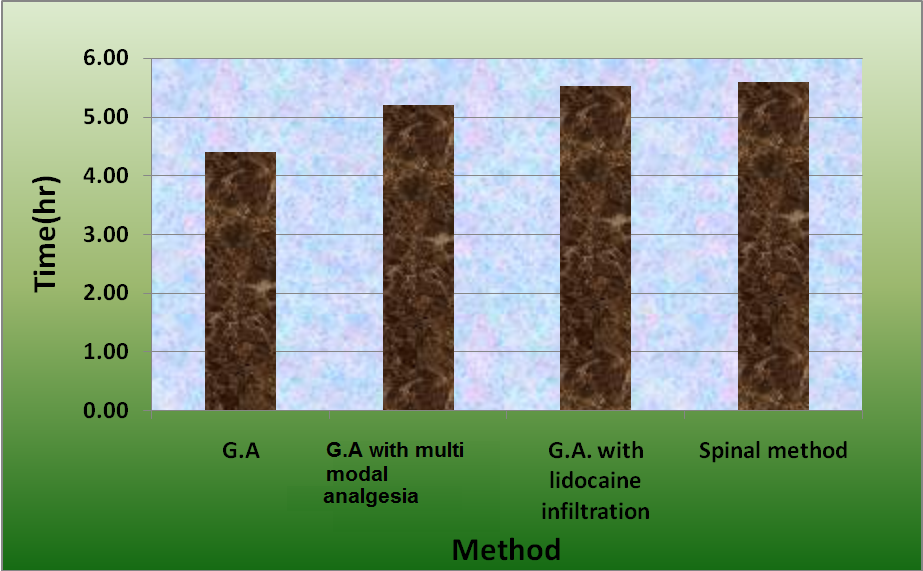 6.00
5.00
4.00
3.00
2.00
1.00
0.00
Time(hr)
G.A
G.A with multi
modal
analgesia
G.A. with
lidocaine
infiltration
Spinal method
Method